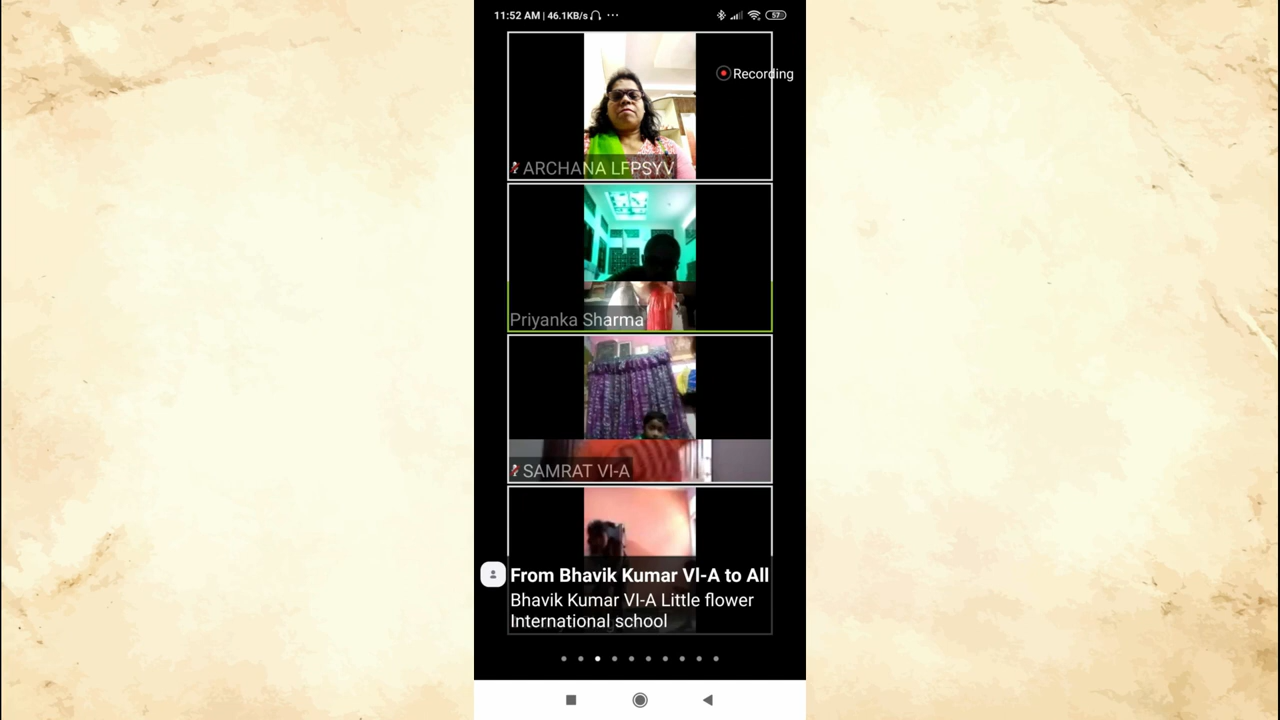 11:52 AM | 46.1KB/s ...
57
Recording
ARCHANA LFPSYV
Priyanka Sharma
SAMRAT VI-A
From Bhavik Kumar VI-A to All
Bhavik Kumar VI-A Little flower
International school